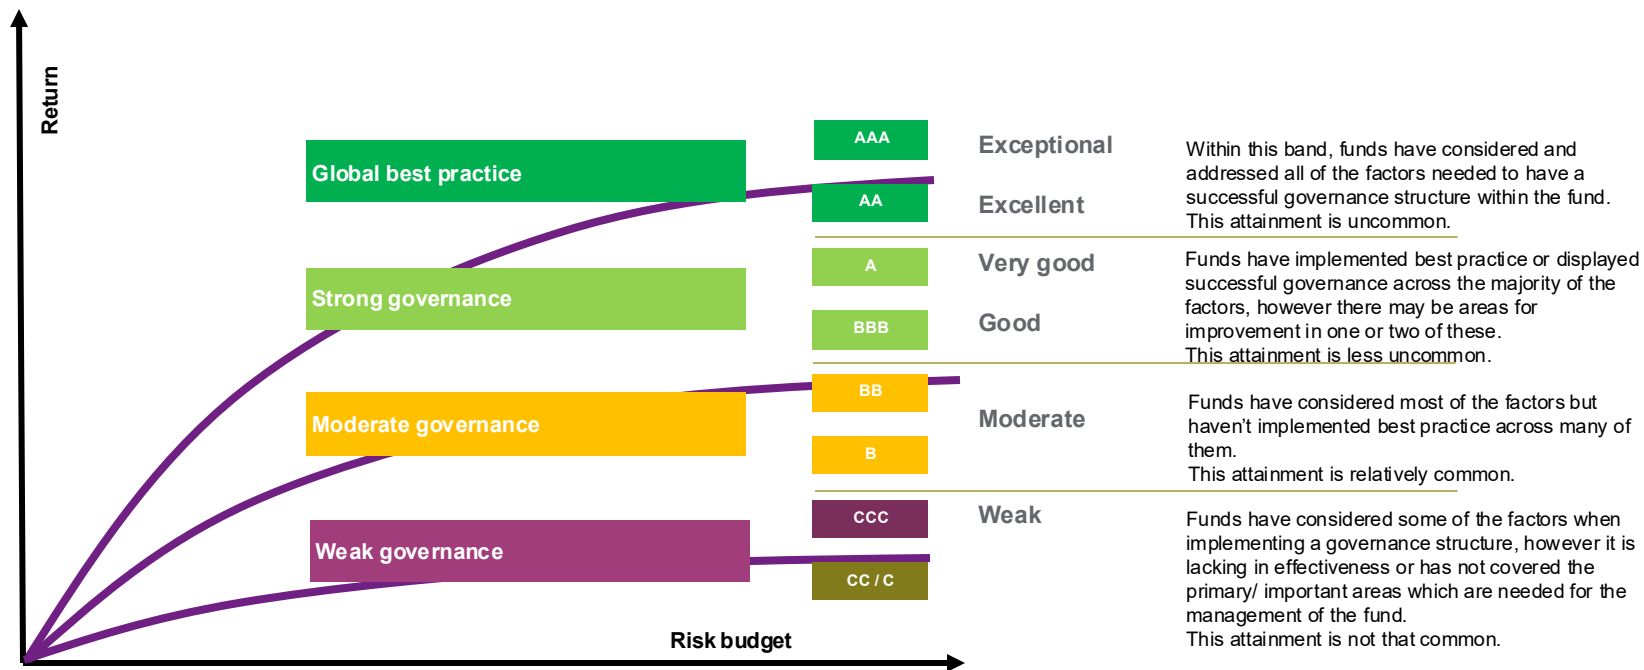 Return
Global best practice
AAA
Exceptional
AA
Excellent
Within this band, funds have considered and
addressed all of the factors needed to have a
successful governance structure within the fund.
This attainment is uncommon.
Strong governance
A
Very good
BBB
Good
Funds have implemented best practice or displayed
successful governance across the majority of the
factors, however there may be areas for
improvement in one or two of these.
This attainment is less uncommon.
Moderate governance
BB
B
Moderate
Funds have considered most of the factors but
haven’t implemented best practice across many of
them.
This attainment is relatively common.
Weak governance
CCC
Weak
CC / C
Funds have considered some of the factors when
implementing a governance structure, however it is
lacking in effectiveness or has not covered the
primary/ important areas which are needed for the
management of the fund.
This attainment is not that common.
Risk budget